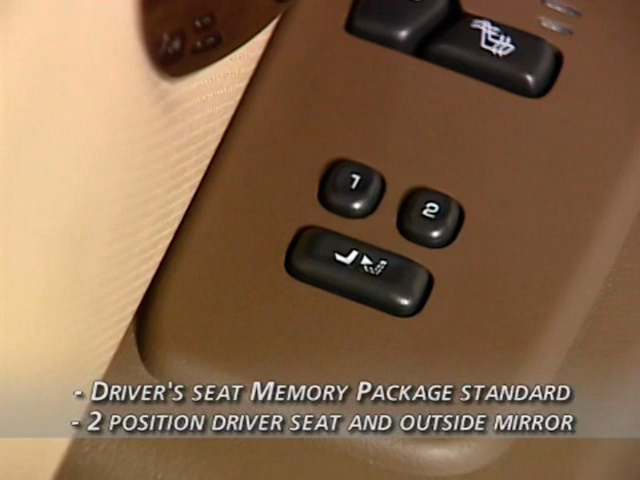 1
2
- DRIVER'S SEAT MEMORY PACKAGE STANDARD
- 2 POSITION DRIVER SEAT AND OUTSIDE MIRROR